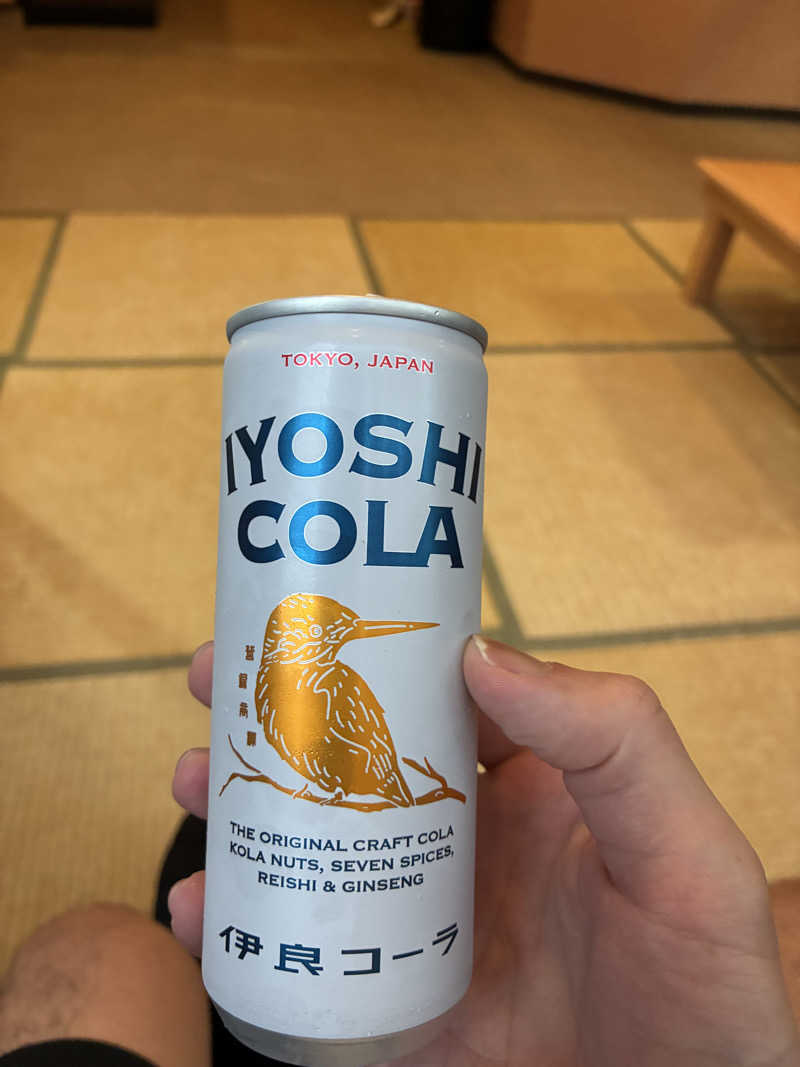 TOKYO, JAPAN
IYOSHI
COLA
THE ORIGINAL CRAFT COLA
KOLA NUTS, SEVEN SPICES,
REISHI & GINSENG
伊良コーラ